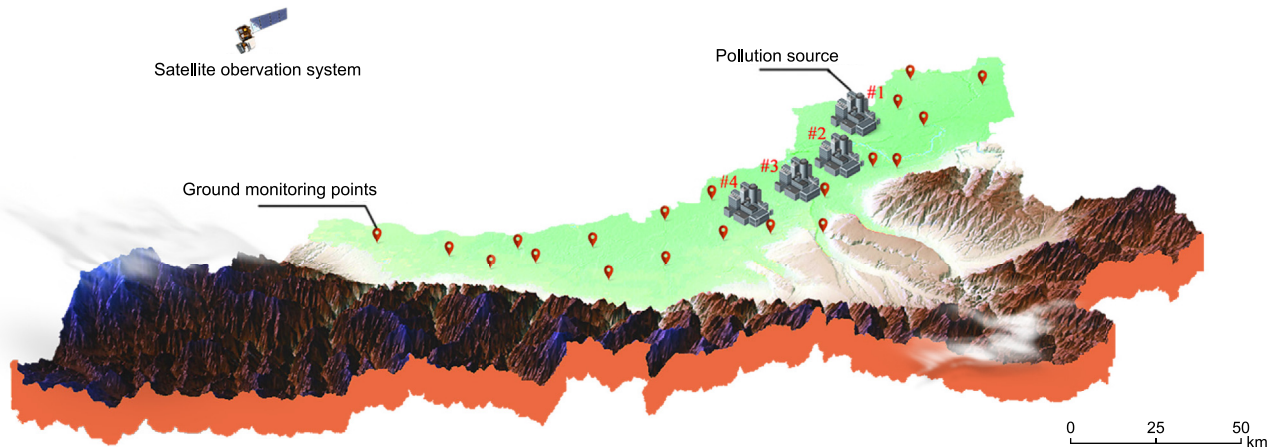 Satellite obervation system
Pollution source
#1
#2
#3
#4
Ground monitoring points
0 25 50
km